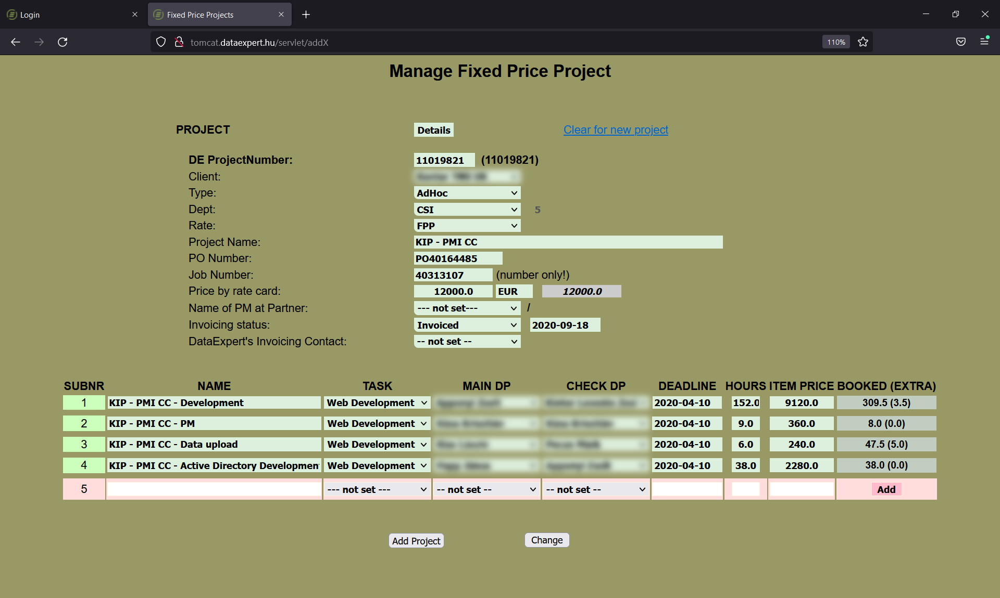 Login
Fixed Price Projects
tomcat.dataexpert.hu/servlet/addX
110%
Manage Fixed Price Project
PROJECT Details Clear for new project
DE ProjectNumber: 11019821 (11019821)
Client:
Type: AdHoc
Dept: CSI 5
Rate: FPP
Project Name: KIP - PMI CC
PO Number: PO40164485
Job Number: 40313107 (number only!)
Price by rate card: 12000.0 EUR 12000.0
Name of PM at Partner: --- not set--- /
Invoicing status: Invoiced 2020-09-18
DataExpert's Invoicing Contact: -- not set --
SUBNR NAME TASK MAIN DP CHECK DP DEADLINE HOURS ITEM PRICE BOOKED (EXTRA)
1 KIP - PMI CC - Development Web Development 2020-04-10 152.0 9120.0 309.5 (3.5)
2 KIP - PMI CC - PM Web Development 2020-04-10 9.0 360.0 8.0 (0.0)
3 KIP - PMI CC - Data upload Web Development 2020-04-10 6.0 240.0 47.5 (5.0)
4 KIP - PMI CC - Active Directory Developmen Web Development 2020-04-10 38.0 2280.0 38.0 (0.0)
5 --- not set --- -- not set -- -- not set -- Add
Add Project Change